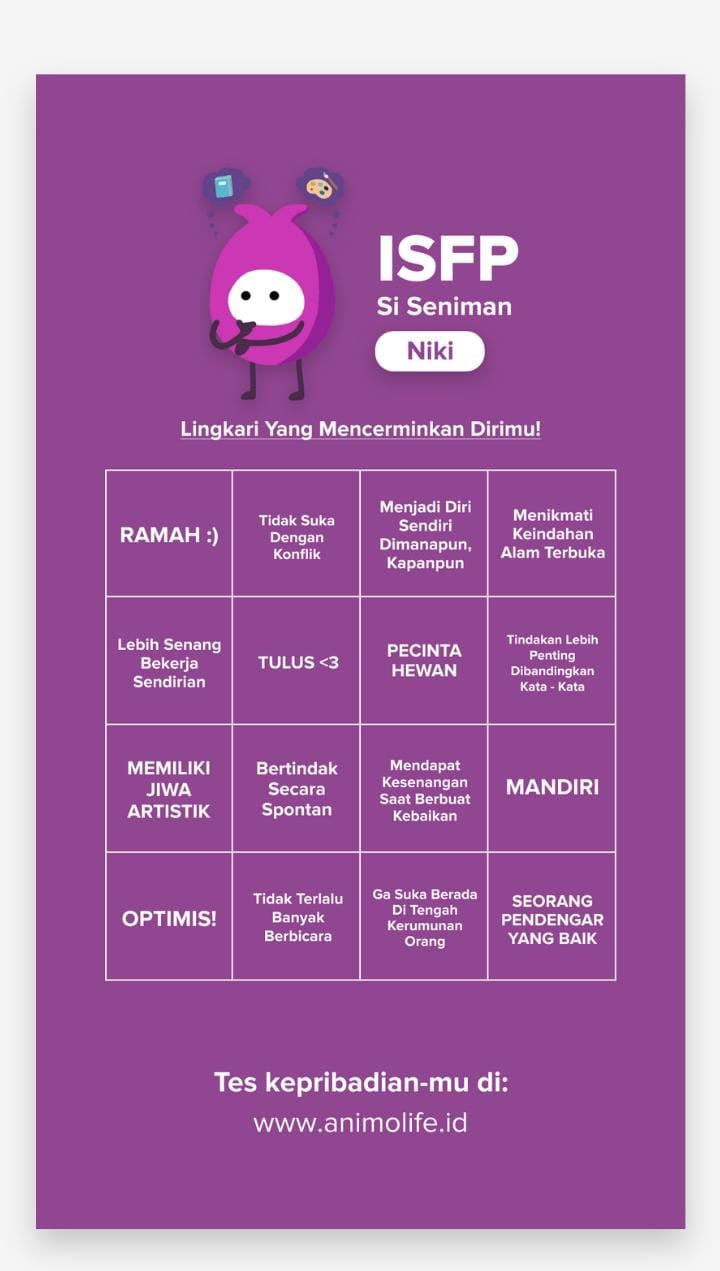 ISFP
Si Seniman
Niki
Lingkari Yang Mencerminkan Dirimu!
RAMAH :)
Tidak Suka
Dengan
Konflik
Menjadi Diri
Sendiri
Dimanapun,
Kapanpun
Menikmati
Keindahan
Alam Terbuka
Lebih Senang
Bekerja
Sendirian
TULUS <3
PECINTA
HEWAN
Tindakan Lebih
Penting
Dibandingkan
Kata - Kata
MEMILIKI
JIWA
ARTISTIK
Bertindak
Secara
Spontan
Mendapat
Kesenangan
Saat Berbuat
Kebaikan
MANDIRI
OPTIMIS!
Tidak Terlalu
Banyak
Berbicara
Ga Suka Berada
Di Tengah
Kerumunan
Orang
SEORANG
PENDENGAR
YANG BAIK
Tes kepribadian-mu di:
www.animolife.id